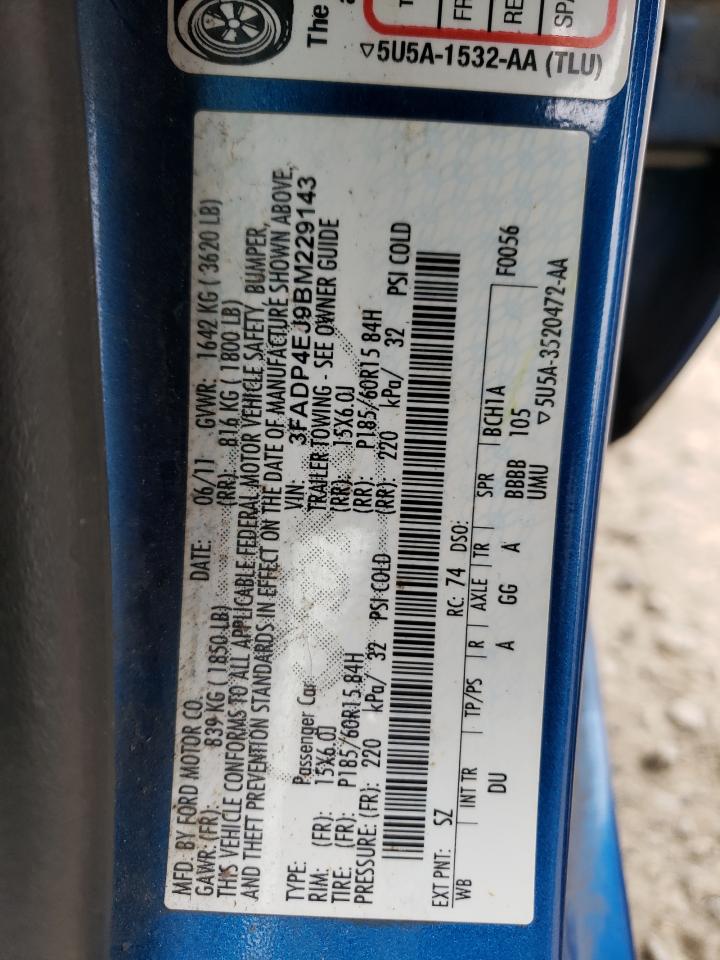 The
a
T
FR
RE
SPA
▽5U5A-1532-AA (TLU)
MFD. BY FORD MOTOR CO.
DATE: 06/11 GVWR: 1642 KG ( 3620 LB)
GAWR: (FR): 839 KG ( 1850 LB) (RR): 816 KG ( 1800 LB)
THIS VEHICLE CONFORMS TO ALL APPLICABLE FEDERAL MOTOR VEHICLE SAFETY, BUMPER,
AND THEFT PREVENTION STANDARDS IN EFFECT ON THE DATE OF MANUFACTURE SHOWN ABOVE,
VIN: 3FADP4EJ9BM229143
TYPE: Passenger Car TRAILER TOWING - SEE OWNER GUIDE
RIM: (FR): 15X6.0J (RR): 15X6.0J
TIRE: (FR): P185/60R15 84H (RR): P185/60R15 84H
PRESSURE: (FR): 220 kPa/ 32 PSI COLD (RR): 220 kPa/ 32 PSI COLD
EXT PNT: SZ RC: 74 DSO: F0056
WB INT TR TP/PS R AXLE TR SPR BCH1A
DU A GG A BBBB 105
UMU ▽5U5A-3520472-AA